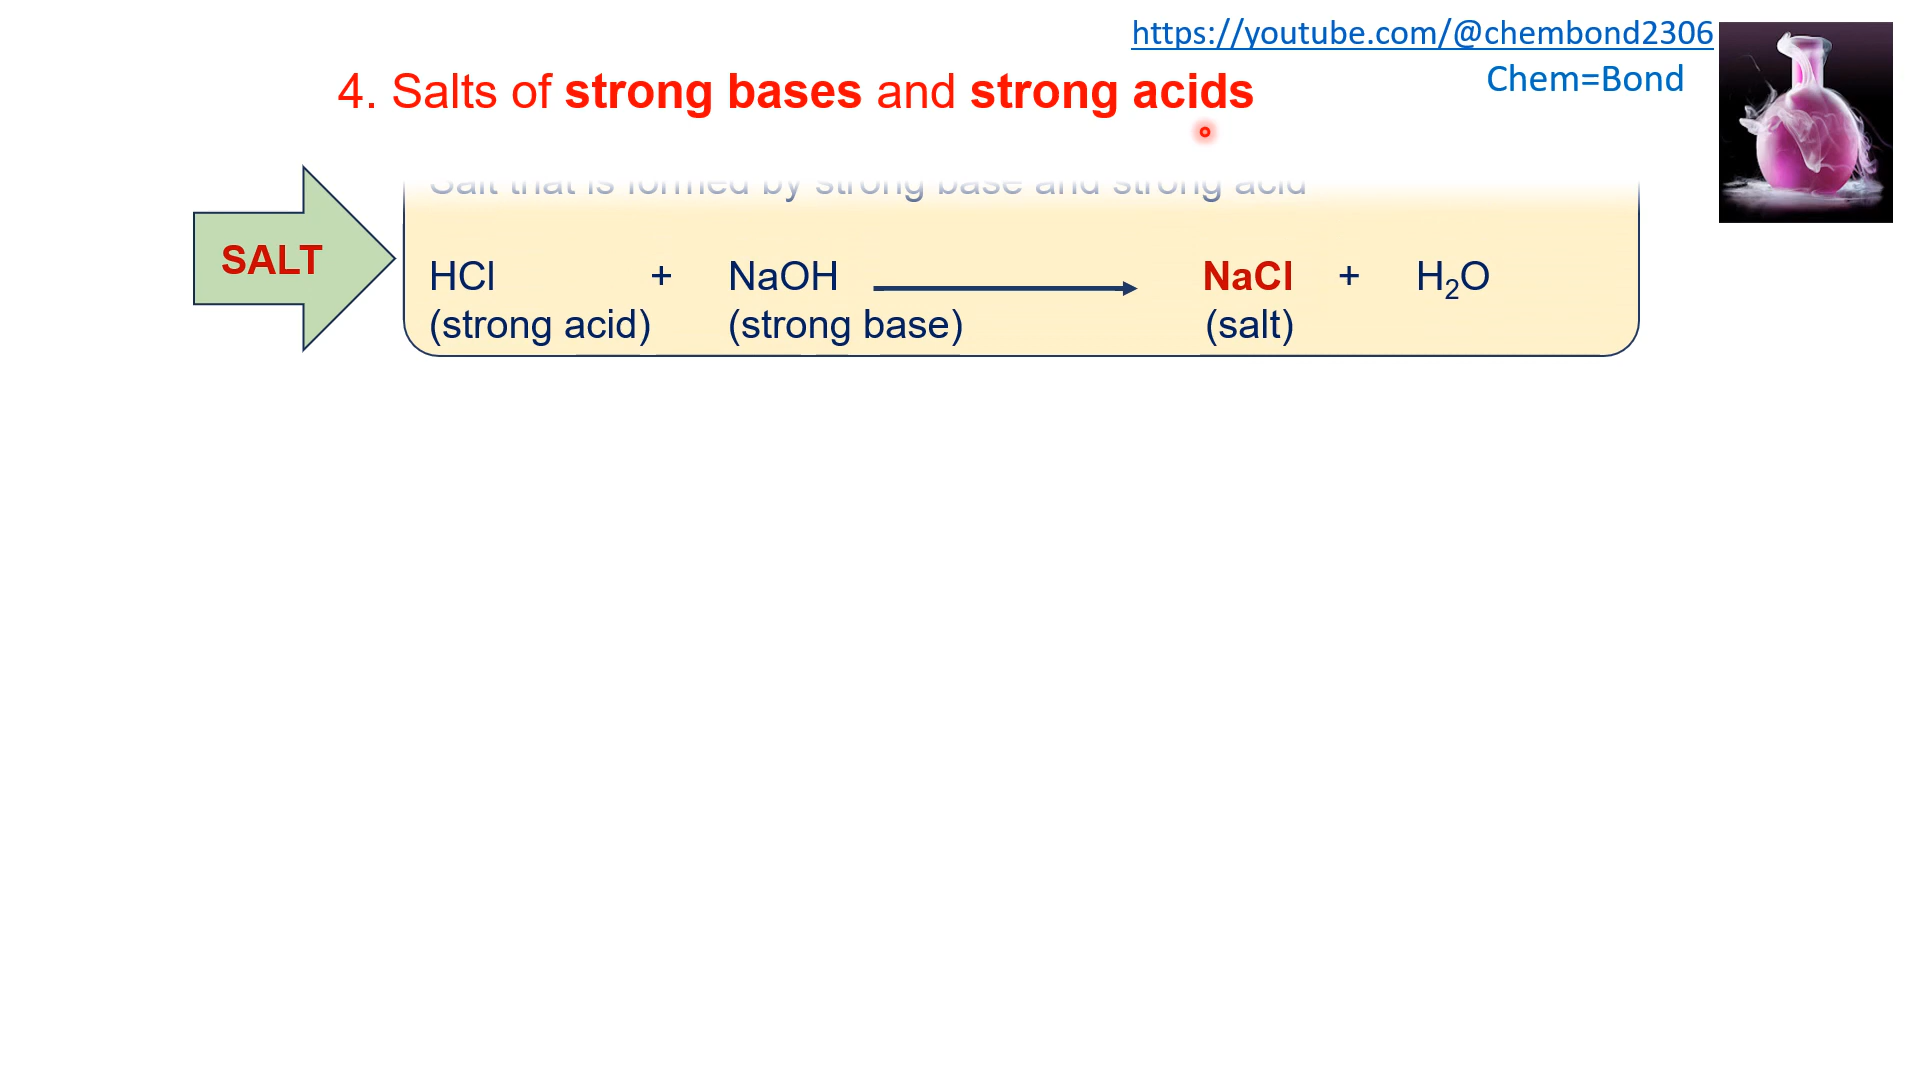 https://youtube.com/@chembond2306
Chem=Bond
4. Salts of strong bases and strong acids
Salt that is formed by strong base and strong acid
SALT
HCl + NaOH NaCl + H₂O
(strong acid) (strong base) (salt)